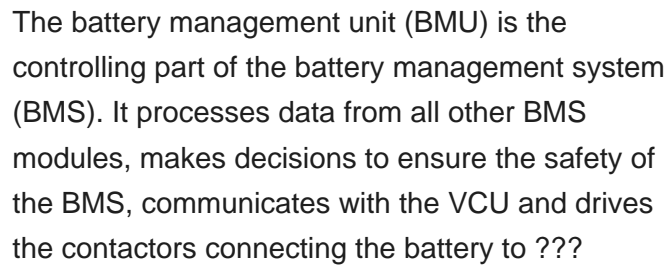 The battery management unit (BMU) is the
controlling part of the battery management system
(BMS). It processes data from all other BMS
modules, makes decisions to ensure the safety of
the BMS, communicates with the VCU and drives
the contactors connecting the battery to ???